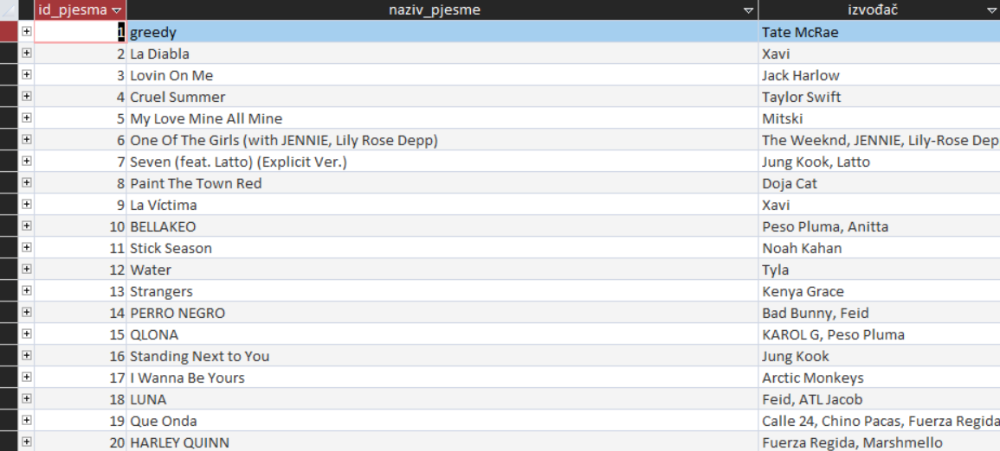 id_pjesma naziv_pjesme izvođač
1 greedy Tate McRae
2 La Diabla Xavi
3 Lovin On Me Jack Harlow
4 Cruel Summer Taylor Swift
5 My Love Mine All Mine Mitski
6 One Of The Girls (with JENNIE, Lily Rose Depp) The Weeknd, JENNIE, Lily-Rose Dep
7 Seven (feat. Latto) (Explicit Ver.) Jung Kook, Latto
8 Paint The Town Red Doja Cat
9 La Víctima Xavi
10 BELLAKEO Peso Pluma, Anitta
11 Stick Season Noah Kahan
12 Water Tyla
13 Strangers Kenya Grace
14 PERRO NEGRO Bad Bunny, Feid
15 QLONA KAROL G, Peso Pluma
16 Standing Next to You Jung Kook
17 I Wanna Be Yours Arctic Monkeys
18 LUNA Feid, ATL Jacob
19 Que Onda Calle 24, Chino Pacas, Fuerza Regida
20 HARLEY QUINN Fuerza Regida, Marshmello